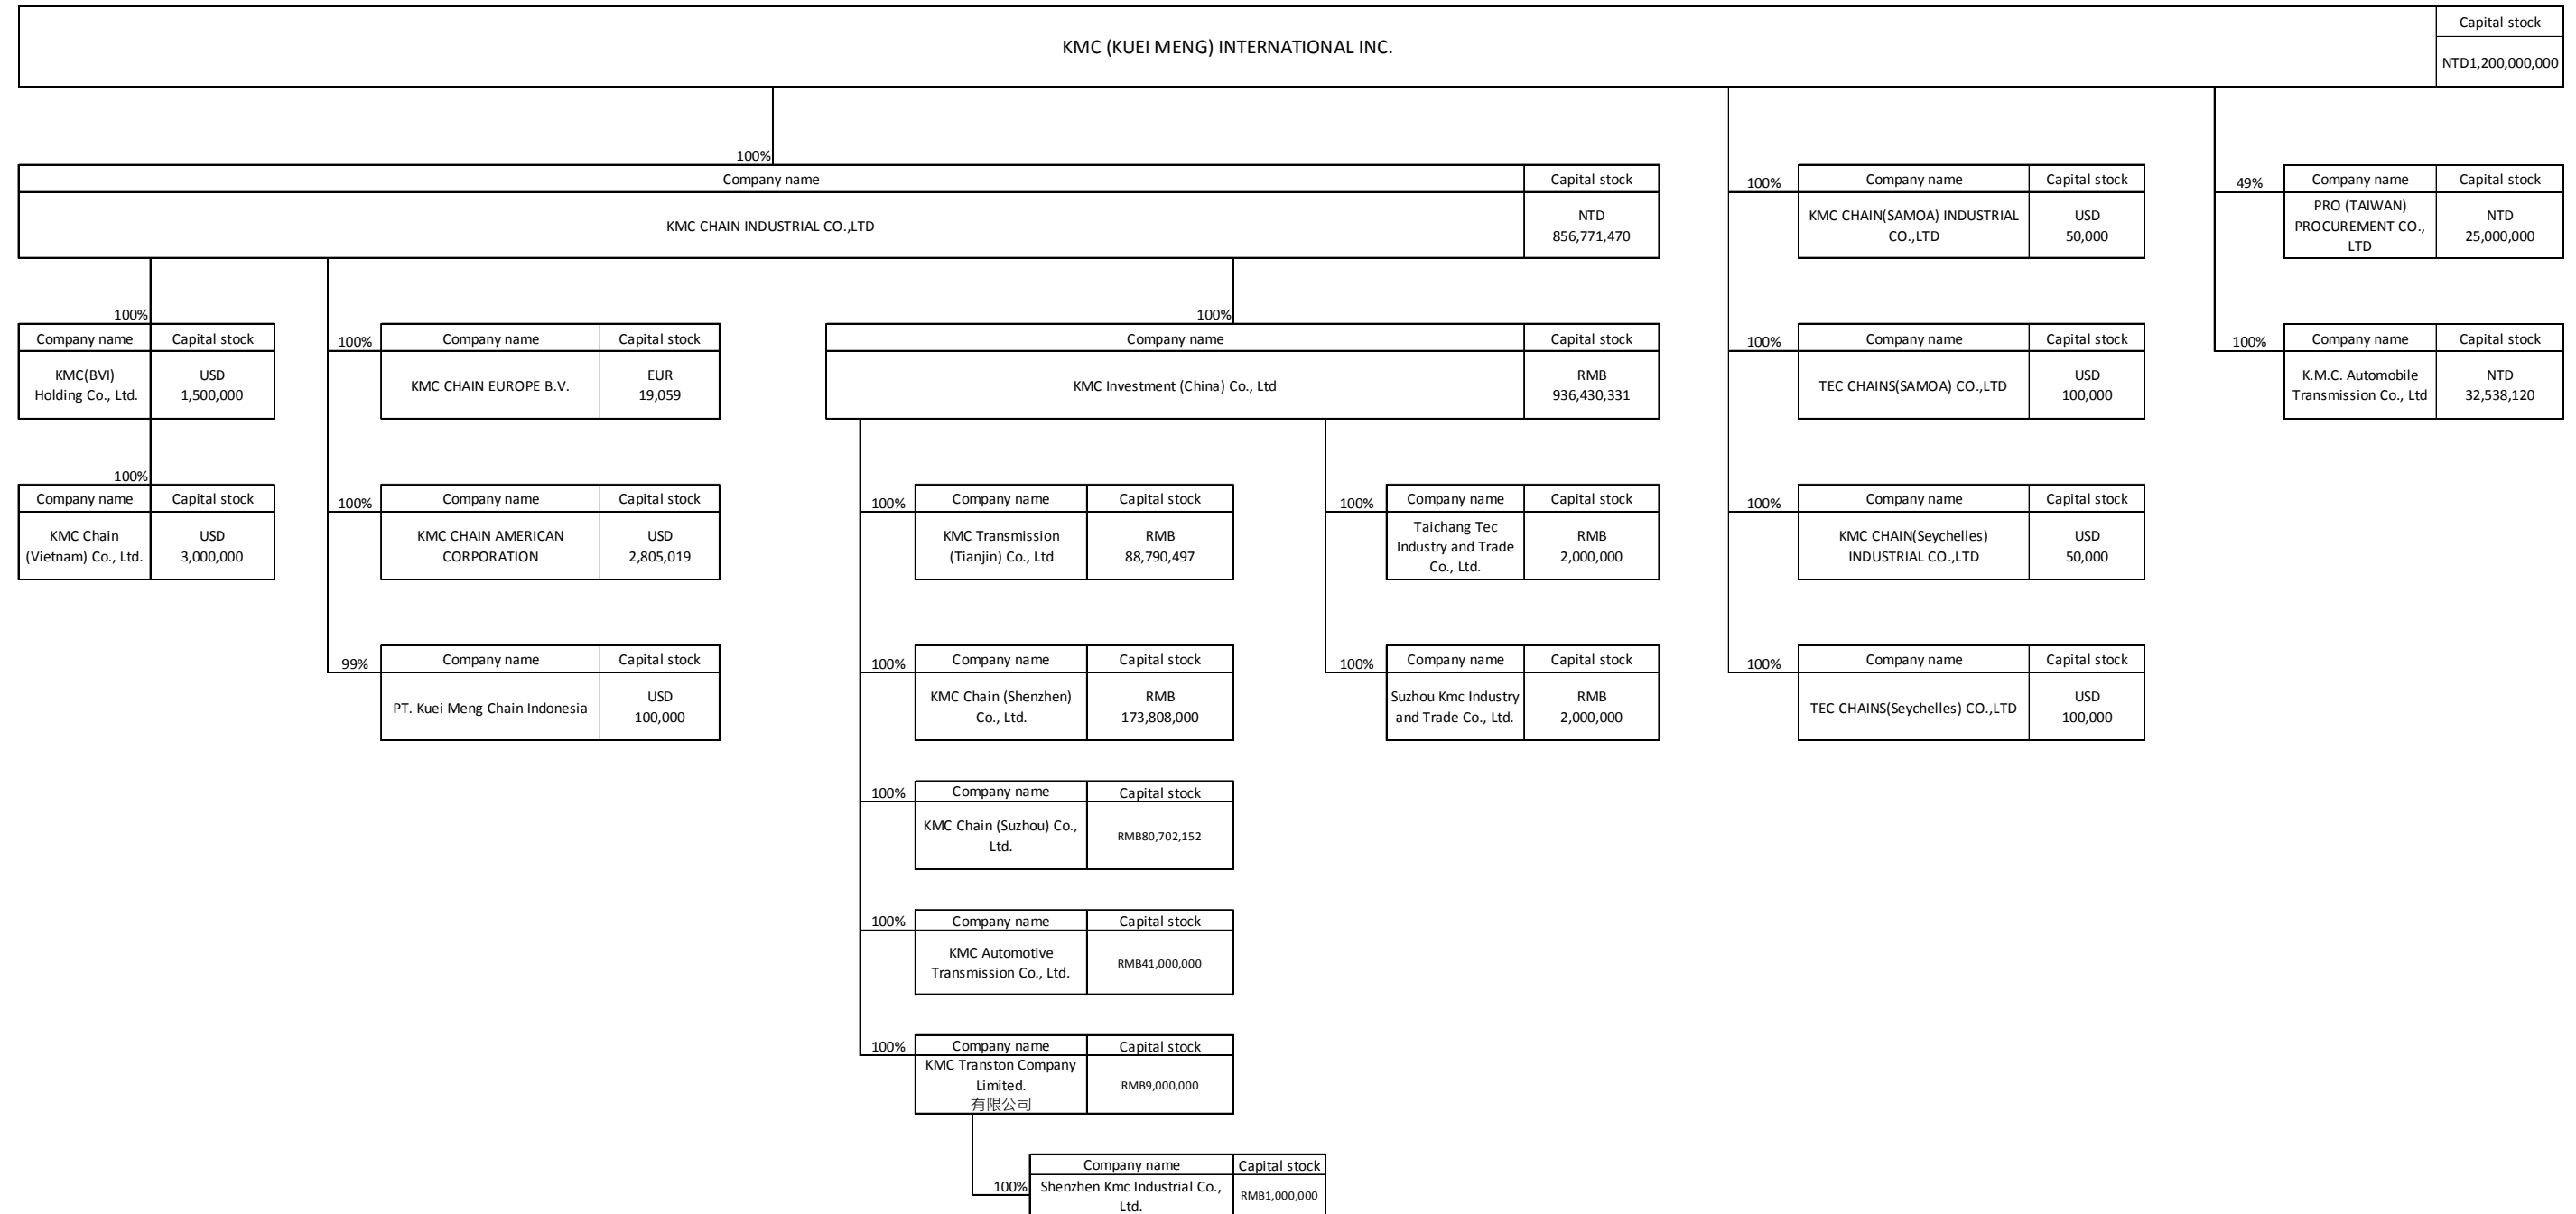 Capital stock
KMC (KUEI MENG) INTERNATIONAL INC.
NTD1,200,000,000
100%
Company name
Capital stock
KMC CHAIN INDUSTRIAL CO.,LTD
NTD
856,771,470
100%
Company name
Capital stock
KMC CHAIN(SAMOA) INDUSTRIAL
CO.,LTD
USD
50,000
49%
Company name
Capital stock
PRO (TAIWAN)
PROCUREMENT CO.,
LTD
NTD
25,000,000
100%
Company name
Capital stock
KMC(BVI)
Holding Co., Ltd.
USD
1,500,000
100%
Company name
Capital stock
KMC CHAIN EUROPE B.V.
EUR
19,059
100%
Company name
Capital stock
KMC Investment (China) Co., Ltd
RMB
936,430,331
100%
Company name
Capital stock
TEC CHAINS(SAMOA) CO.,LTD
USD
100,000
100%
Company name
Capital stock
K.M.C. Automobile
Transmission Co., Ltd
NTD
32,538,120
100%
Company name
Capital stock
KMC Chain
(Vietnam) Co., Ltd.
USD
3,000,000
100%
Company name
Capital stock
KMC CHAIN AMERICAN
CORPORATION
USD
2,805,019
100%
Company name
Capital stock
KMC Transmission
(Tianjin) Co., Ltd
RMB
88,790,497
100%
Company name
Capital stock
Taichang Tec
Industry and Trade
Co., Ltd.
RMB
2,000,000
100%
Company name
Capital stock
KMC CHAIN(Seychelles)
INDUSTRIAL CO.,LTD
USD
50,000
99%
Company name
Capital stock
PT. Kuei Meng Chain Indonesia
USD
100,000
100%
Company name
Capital stock
KMC Chain (Shenzhen)
Co., Ltd.
RMB
173,808,000
100%
Company name
Capital stock
Suzhou Kmc Industry
and Trade Co., Ltd.
RMB
2,000,000
100%
Company name
Capital stock
TEC CHAINS(Seychelles) CO.,LTD
USD
100,000
100%
Company name
Capital stock
KMC Chain (Suzhou) Co.,
Ltd.
RMB80,702,152
100%
Company name
Capital stock
KMC Automotive
Transmission Co., Ltd.
RMB41,000,000
100%
Company name
Capital stock
KMC Transton Company
Limited.
有限公司
RMB9,000,000
100%
Company name
Capital stock
Shenzhen Kmc Industrial Co.,
Ltd.
RMB1,000,000